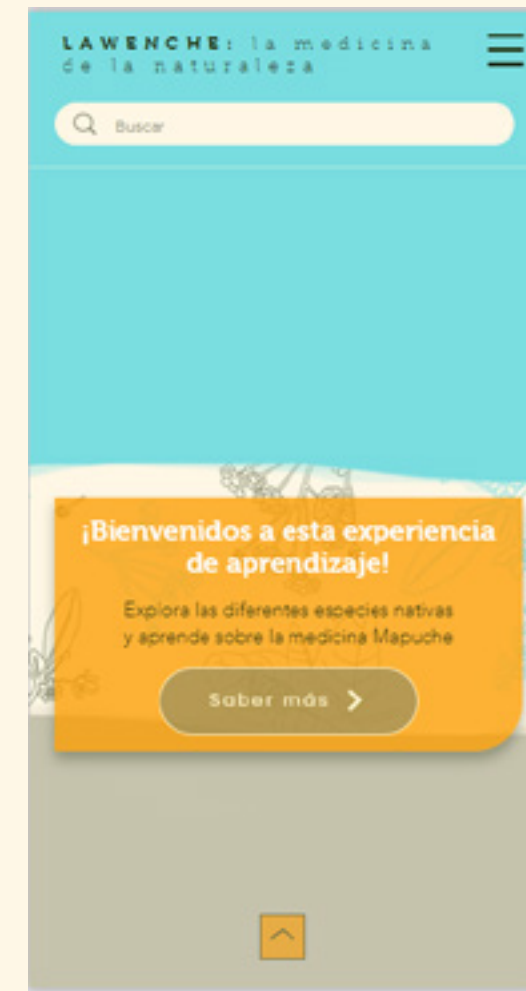 LAWENCHE: la medicina
de la naturaleza
Buscar
¡Bienvenidos a esta experiencia
de aprendizaje!
Explora las diferentes especies nativas
y aprende sobre la medicina Mapuche
Saber más